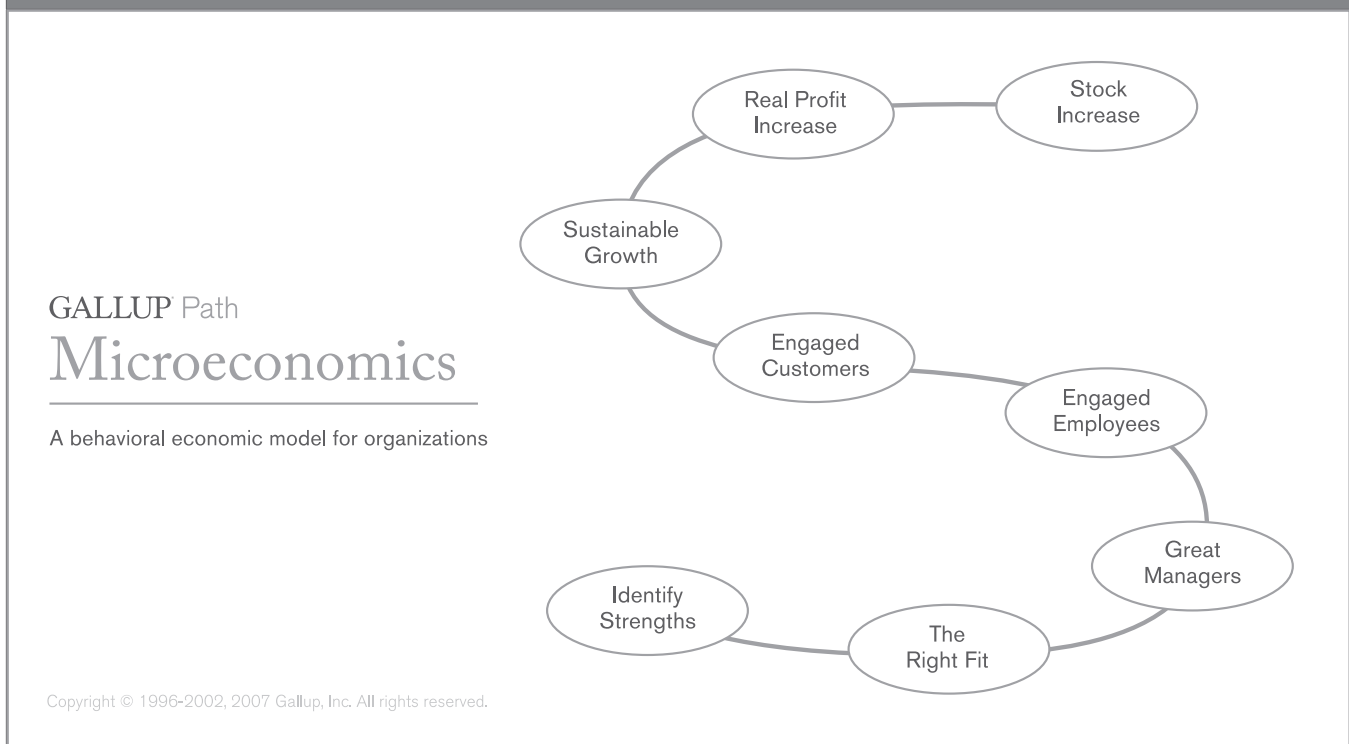 Real Profit
Increase
Stock
Increase
Sustainable
Growth
GALLUP Path
Microeconomics
A behavioral economic model for organizations
Engaged
Customers
Engaged
Employees
Great
Managers
Identify
Strengths
The
Right Fit
Copyright © 1996-2002, 2007 Gallup, Inc. All rights reserved.